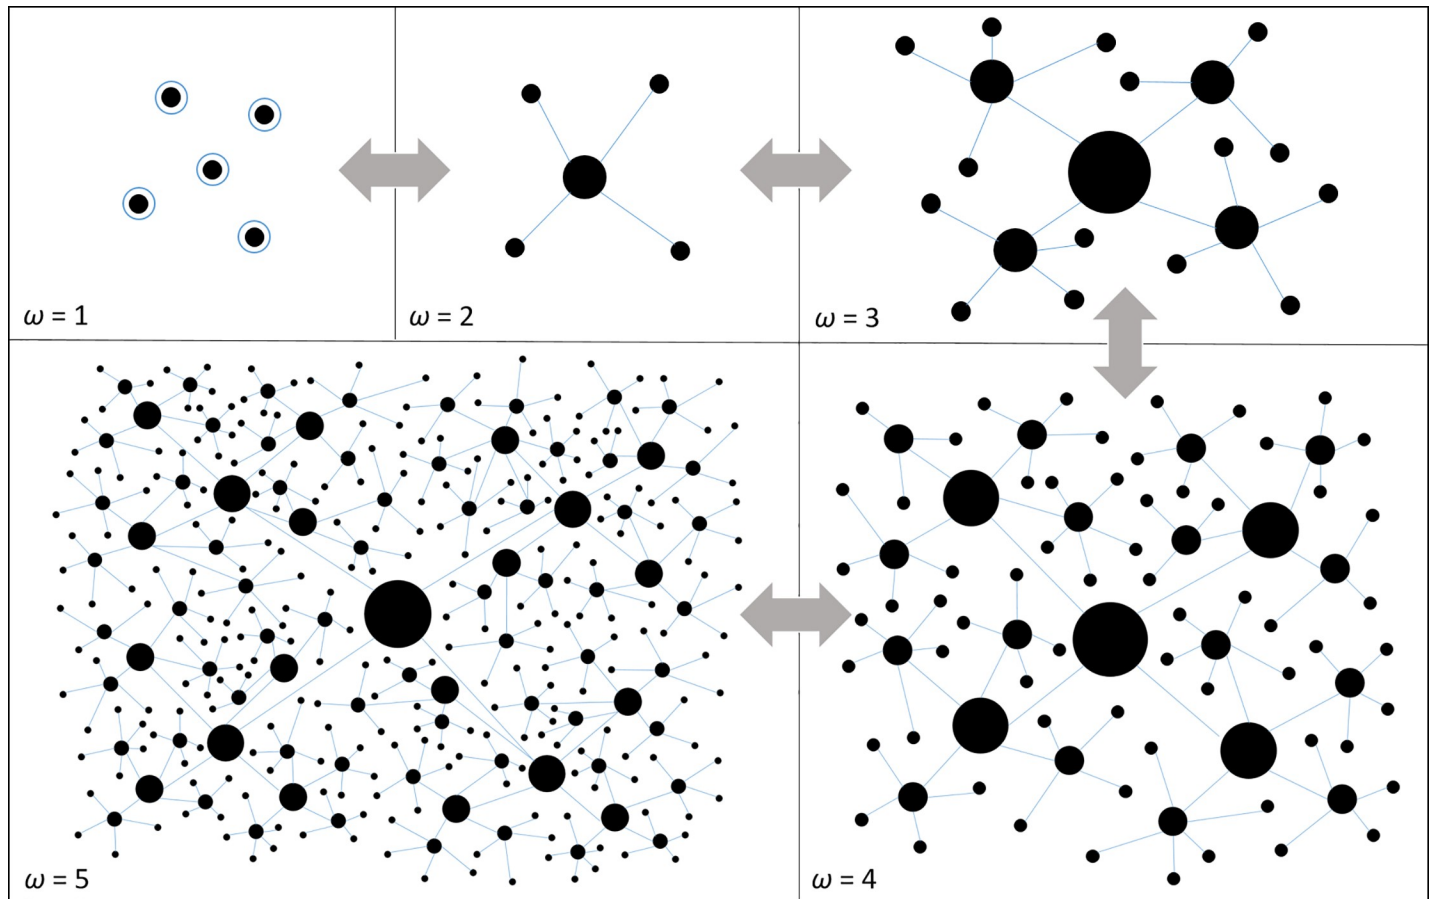 ω = 1
ω = 2
ω = 3
ω = 5
ω = 4